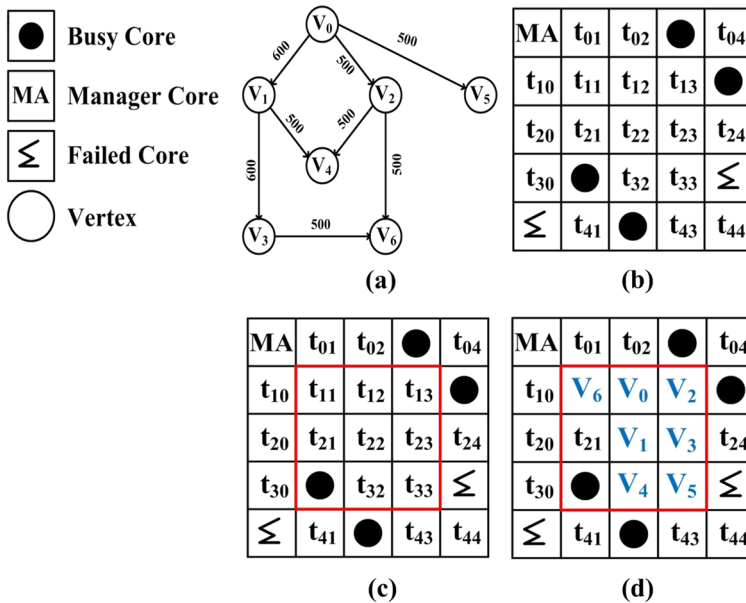 Busy Core
MA Manager Core
Failed Core
Vertex
V0
600 500 500
V1 V2 V5
500 500
V4
600 500
V3 500 V6
(a)
MA t01 t02 t04
t10 t11 t12 t13
t20 t21 t22 t23 t24
t30 t32 t33
t41 t43 t44
(b)
MA t01 t02 t04
t10 t11 t12 t13
t20 t21 t22 t23 t24
t30 t32 t33
t41 t43 t44
(c)
MA t01 t02 t04
t10 V6 V0 V2
t20 t21 V1 V3 t24
t30 V4 V5
t41 t43 t44
(d)